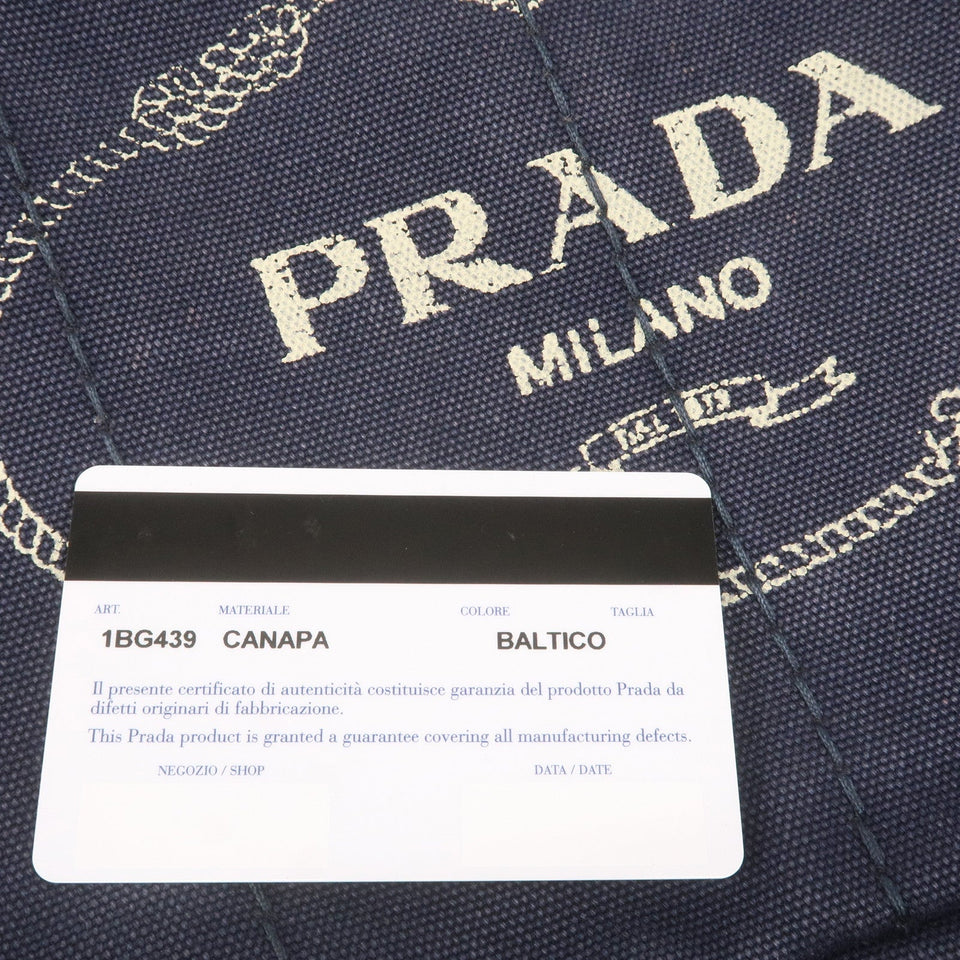 PRADA
MILANO
ART. MATERIALE COLORE TAGLIA
1BG439 CANAPA BALTICO
Il presente certificato di autenticità costituisce garanzia del prodotto Prada da
difetti originari di fabbricazione.
This Prada product is granted a guarantee covering all manufacturing defects.
NEGOZIO / SHOP DATA / DATE